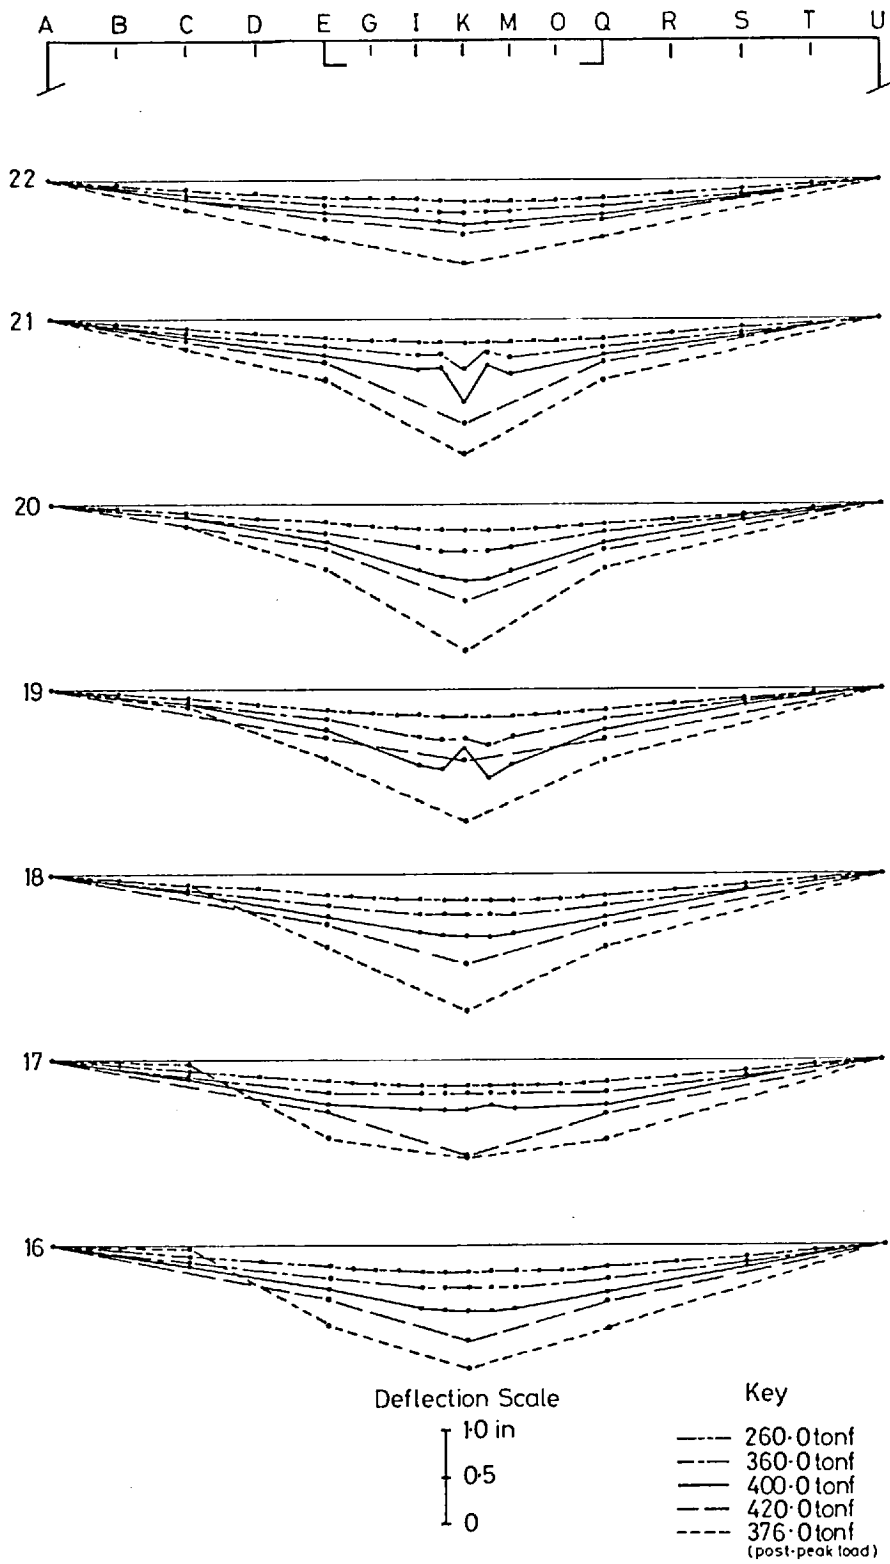 A B C D E G I K M O Q R S T U
22
21
20
19
18
17
16
Deflection Scale
1·0 in
0·5
0
Key
260·0 tonf
360·0 tonf
400·0 tonf
420·0 tonf
376·0 tonf
(post-peak load)